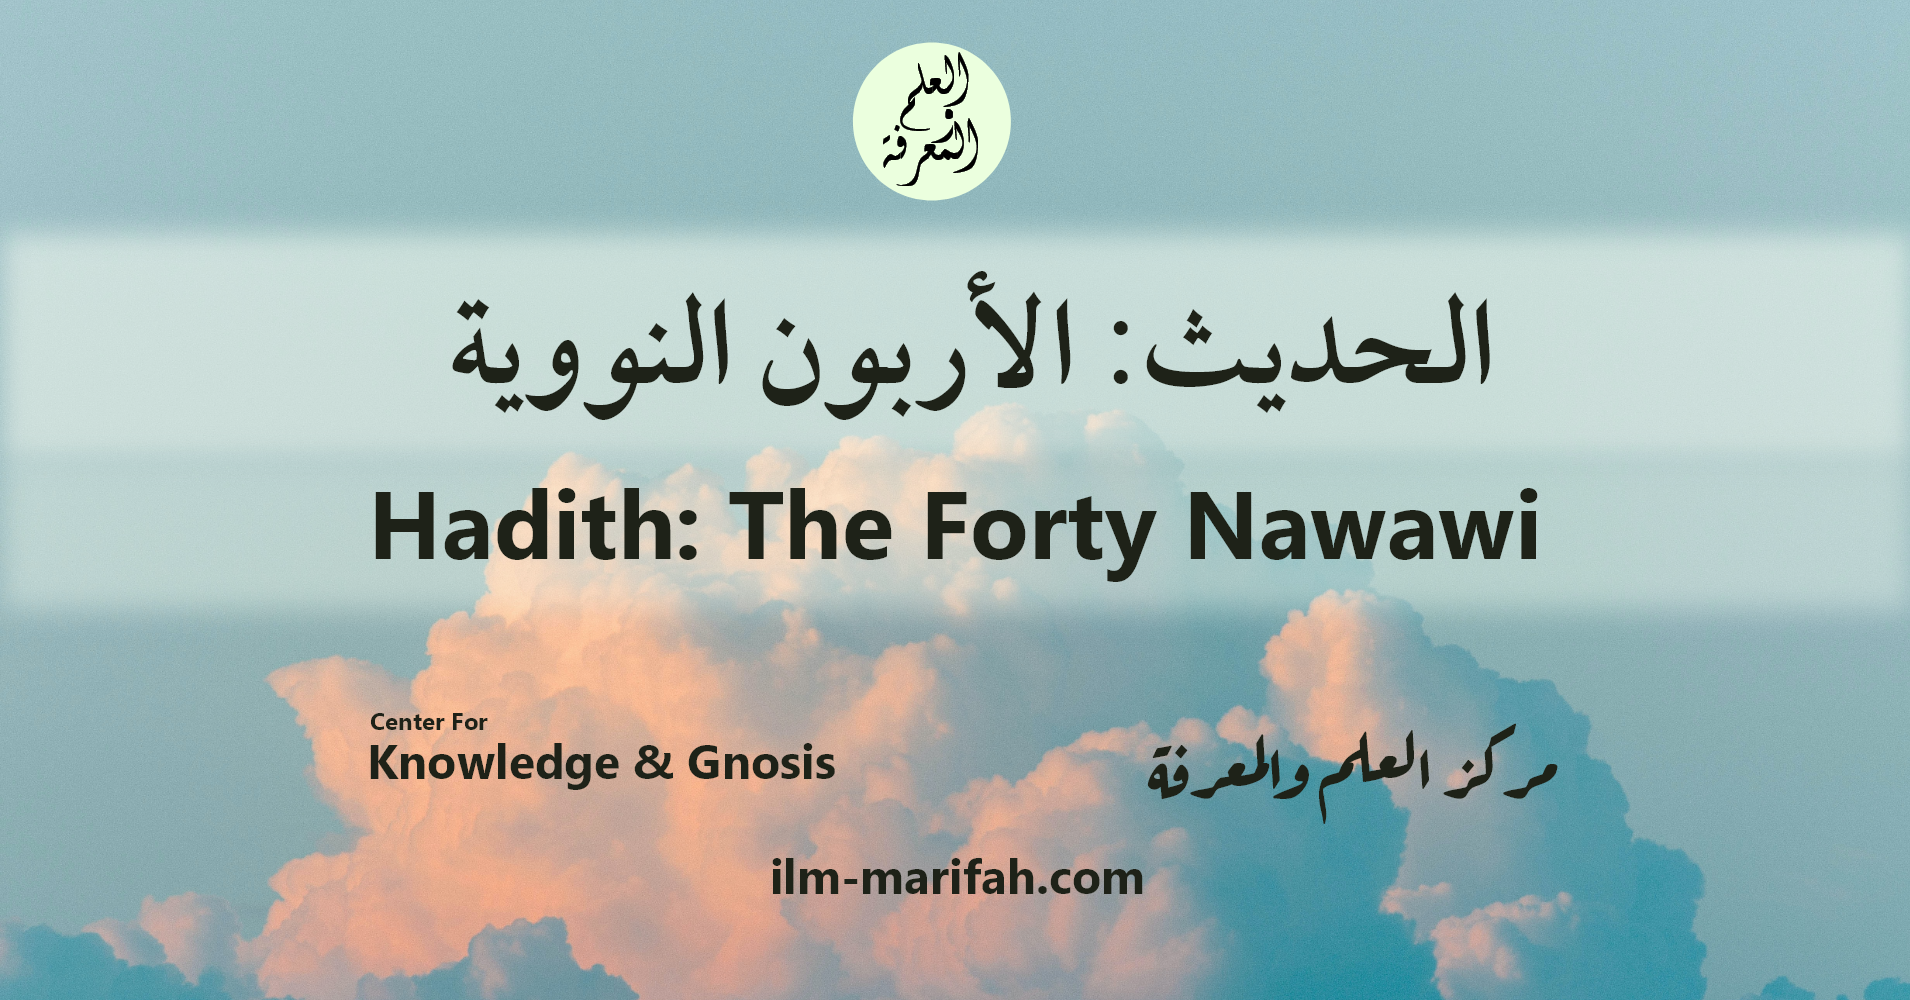 العلم
و
المعرفة
الحديث: الأربون النووية
Hadith: The Forty Nawawi
Center For
Knowledge & Gnosis
مركز العلم والمعرفة
ilm-marifah.com